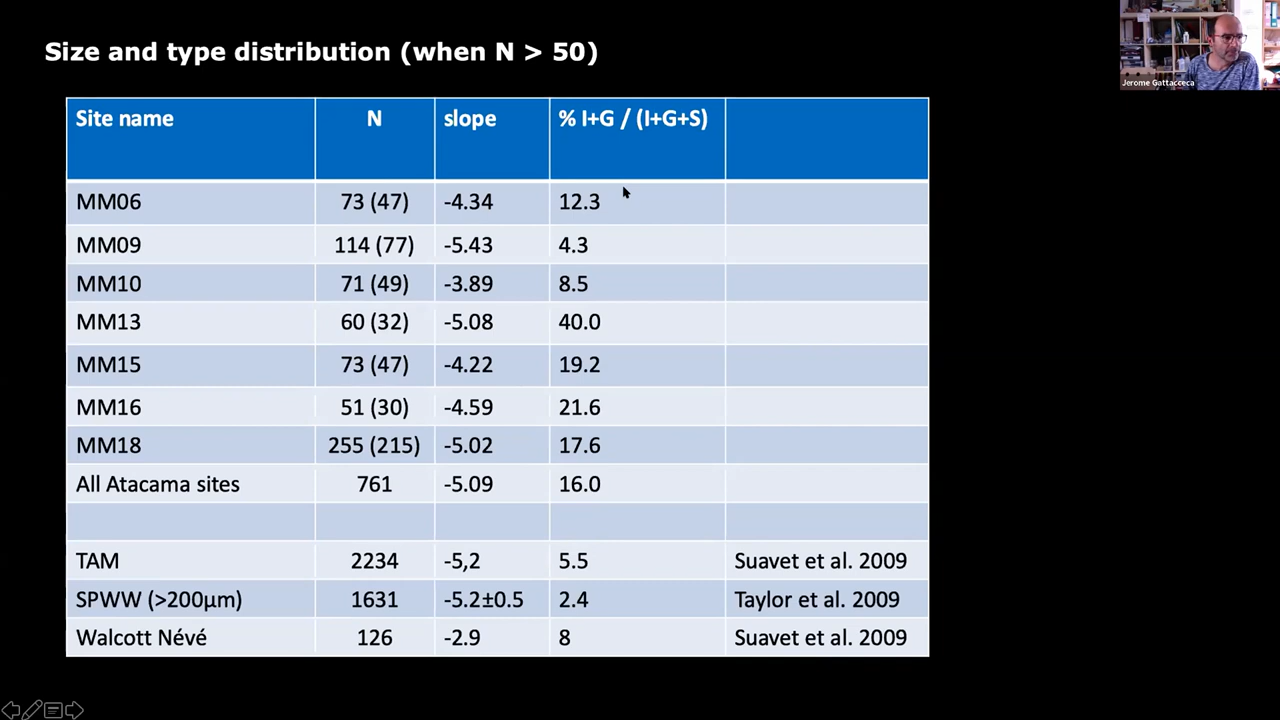 Size and type distribution (when N > 50)
Jerome Gattacceca
Site name N slope % I+G / (I+G+S)
MM06 73 (47) -4.34 12.3
MM09 114 (77) -5.43 4.3
MM10 71 (49) -3.89 8.5
MM13 60 (32) -5.08 40.0
MM15 73 (47) -4.22 19.2
MM16 51 (30) -4.59 21.6
MM18 255 (215) -5.02 17.6
All Atacama sites 761 -5.09 16.0
TAM 2234 -5,2 5.5 Suavet et al. 2009
SPWW (>200µm) 1631 -5.2±0.5 2.4 Taylor et al. 2009
Walcott Névé 126 -2.9 8 Suavet et al. 2009